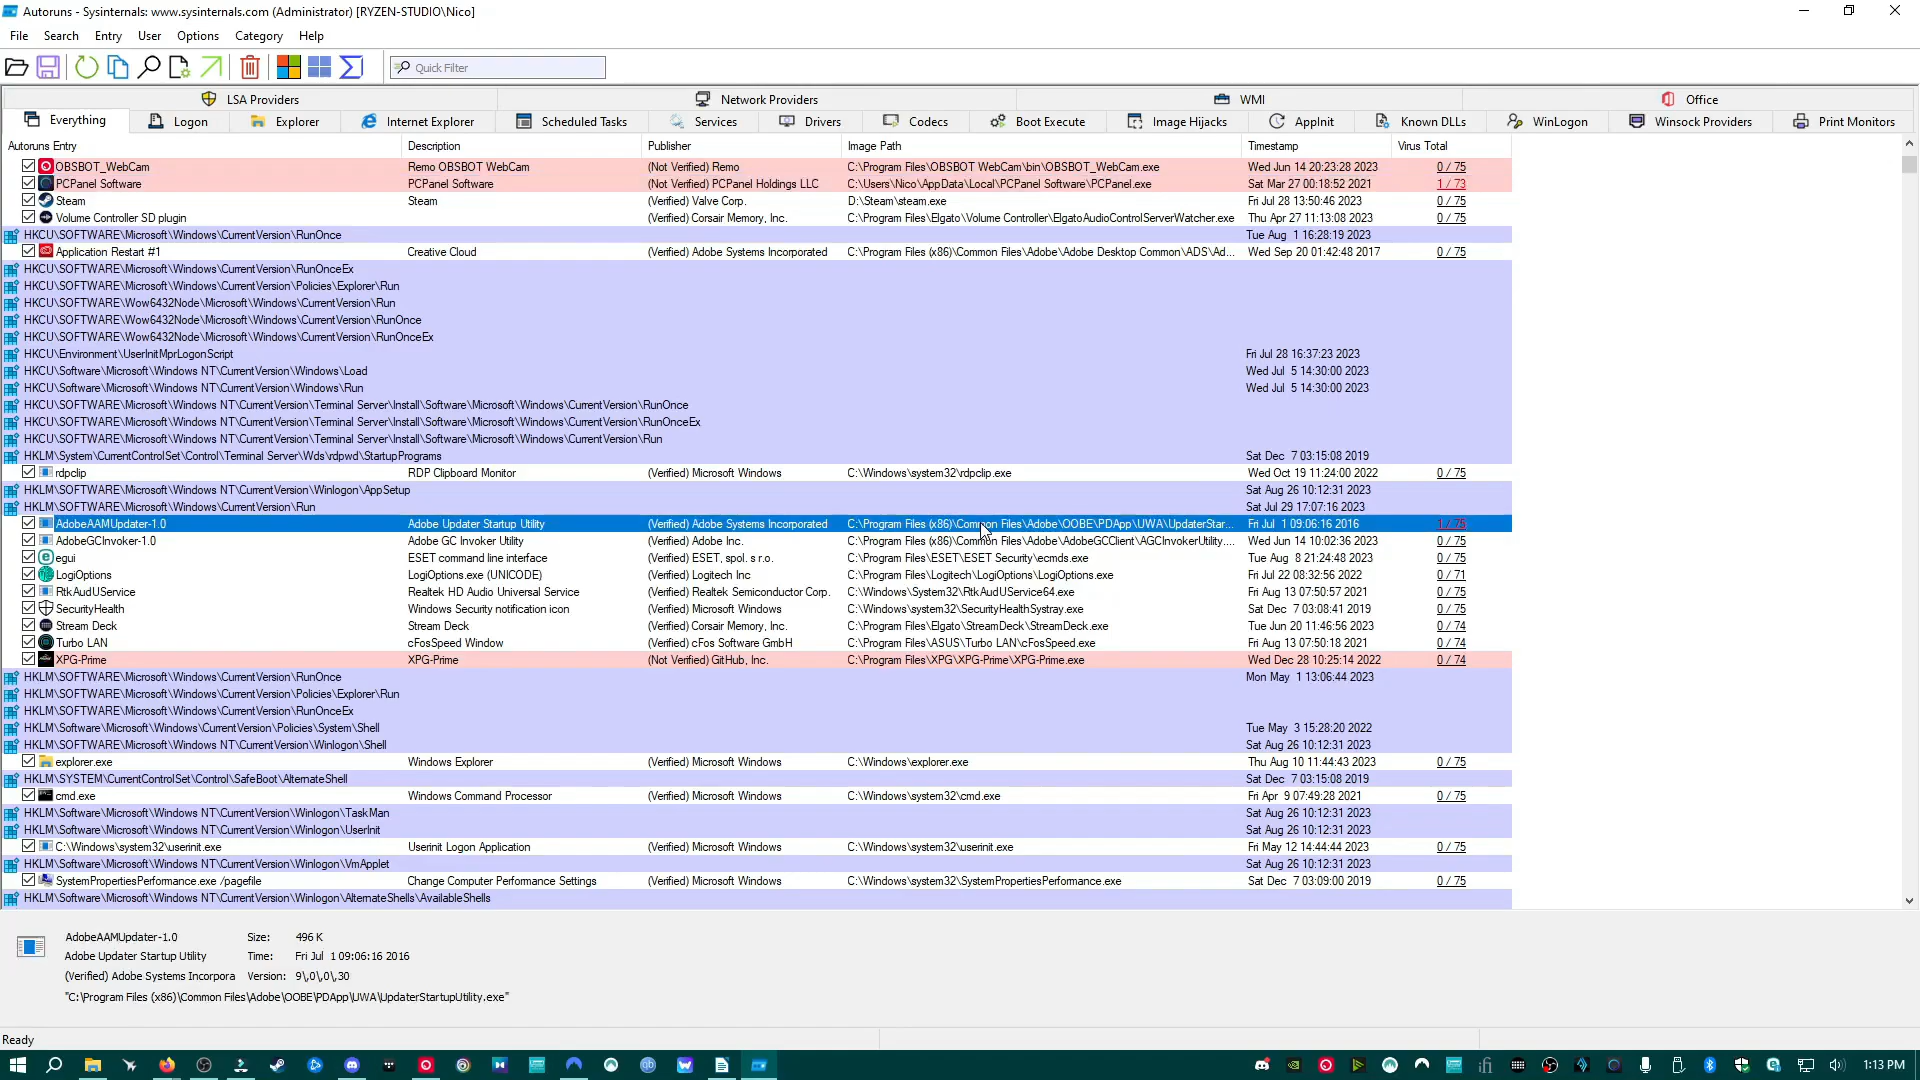 Autoruns - Sysinternals: www.sysinternals.com (Administrator) [RYZEN-STUDIO\Nico]
File Search Entry User Options Category Help
Quick Filter
LSA Providers Network Providers WMI Office
Everything Logon Explorer Internet Explorer Scheduled Tasks Services Drivers Codecs Boot Execute Image Hijacks AppInit Known DLLs WinLogon Winsock Providers Print Monitors
Autoruns Entry Description Publisher Image Path Timestamp Virus Total
OBSBOT_WebCam Remo OBSBOT WebCam (Not Verified) Remo C:\Program Files\OBSBOT WebCam\bin\OBSBOT_WebCam.exe Wed Jun 14 20:23:28 2023 0 / 75
PCPanel Software PCPanel Software (Not Verified) PCPanel Holdings LLC C:\Users\Nico\AppData\Local\PCPanel Software\PCPanel.exe Sat Mar 27 00:18:52 2021 1 / 73
Steam Steam (Verified) Valve Corp. D:\Steam\steam.exe Fri Jul 28 13:50:46 2023 0 / 75
Volume Controller SD plugin (Verified) Corsair Memory, Inc. C:\Program Files\Elgato\Volume Controller\ElgatoAudioControlServerWatcher.exe Thu Apr 27 11:13:08 2023 0 / 75
HKCU\SOFTWARE\Microsoft\Windows\CurrentVersion\RunOnce Tue Aug 1 16:28:19 2023
Application Restart #1 Creative Cloud (Verified) Adobe Systems Incorporated C:\Program Files (x86)\Common Files\Adobe\Adobe Desktop Common\ADS\Ad... Wed Sep 20 01:42:48 2017 0 / 75
HKCU\SOFTWARE\Microsoft\Windows\CurrentVersion\RunOnceEx
HKCU\SOFTWARE\Microsoft\Windows\CurrentVersion\Policies\Explorer\Run
HKCU\SOFTWARE\Wow6432Node\Microsoft\Windows\CurrentVersion\Run
HKCU\SOFTWARE\Wow6432Node\Microsoft\Windows\CurrentVersion\RunOnce
HKCU\SOFTWARE\Wow6432Node\Microsoft\Windows\CurrentVersion\RunOnceEx
HKCU\Environment\UserInitMprLogonScript Fri Jul 28 16:37:23 2023
HKCU\Software\Microsoft\Windows NT\CurrentVersion\Windows\Load Wed Jul 5 14:30:00 2023
HKCU\Software\Microsoft\Windows NT\CurrentVersion\Windows\Run Wed Jul 5 14:30:00 2023
HKCU\SOFTWARE\Microsoft\Windows NT\CurrentVersion\Terminal Server\Install\Software\Microsoft\Windows\CurrentVersion\RunOnce
HKCU\SOFTWARE\Microsoft\Windows NT\CurrentVersion\Terminal Server\Install\Software\Microsoft\Windows\CurrentVersion\RunOnceEx
HKCU\SOFTWARE\Microsoft\Windows NT\CurrentVersion\Terminal Server\Install\Software\Microsoft\Windows\CurrentVersion\Run
HKLM\System\CurrentControlSet\Control\Terminal Server\Wds\rdpwd\StartupPrograms Sat Dec 7 03:15:08 2019
rdpclip RDP Clipboard Monitor (Verified) Microsoft Windows C:\Windows\system32\rdpclip.exe Wed Oct 19 11:24:00 2022 0 / 75
HKLM\SOFTWARE\Microsoft\Windows NT\CurrentVersion\Winlogon\AppSetup Sat Aug 26 10:12:31 2023
HKLM\SOFTWARE\Microsoft\Windows\CurrentVersion\Run Sat Jul 29 17:07:16 2023
AdobeAAMUpdater-1.0 Adobe Updater Startup Utility (Verified) Adobe Systems Incorporated C:\Program Files (x86)\Common Files\Adobe\OOBE\PDApp\UWA\UpdaterStar... Fri Jul 1 09:06:16 2016 1 / 75
AdobeGCInvoker-1.0 Adobe GC Invoker Utility (Verified) Adobe Inc. C:\Program Files (x86)\Common Files\Adobe\AdobeGCClient\AGCInvokerUtility.... Wed Jun 14 10:02:36 2023 0 / 75
egui ESET command line interface (Verified) ESET, spol. s r.o. C:\Program Files\ESET\ESET Security\ecmds.exe Tue Aug 8 21:24:48 2023 0 / 75
LogiOptions LogiOptions.exe (UNICODE) (Verified) Logitech Inc C:\Program Files\Logitech\LogiOptions\LogiOptions.exe Fri Jul 22 08:32:56 2022 0 / 71
RtkAudUService Realtek HD Audio Universal Service (Verified) Realtek Semiconductor Corp. C:\Windows\System32\RtkAudUService64.exe Fri Aug 13 07:50:57 2021 0 / 75
SecurityHealth Windows Security notification icon (Verified) Microsoft Windows C:\Windows\system32\SecurityHealthSystray.exe Sat Dec 7 03:08:41 2019 0 / 75
Stream Deck Stream Deck (Verified) Corsair Memory, Inc. C:\Program Files\Elgato\StreamDeck\StreamDeck.exe Tue Jun 20 11:46:56 2023 0 / 74
Turbo LAN cFosSpeed Window (Verified) cFos Software GmbH C:\Program Files\ASUS\Turbo LAN\cFosSpeed.exe Fri Aug 13 07:50:18 2021 0 / 74
XPG-Prime XPG-Prime (Not Verified) GitHub, Inc. C:\Program Files\XPG\XPG-Prime\XPG-Prime.exe Wed Dec 28 10:25:14 2022 0 / 74
HKLM\SOFTWARE\Microsoft\Windows\CurrentVersion\RunOnce Mon May 1 13:06:44 2023
HKLM\SOFTWARE\Microsoft\Windows\CurrentVersion\Policies\Explorer\Run
HKLM\SOFTWARE\Microsoft\Windows\CurrentVersion\RunOnceEx
HKLM\Software\Microsoft\Windows\CurrentVersion\Policies\System\Shell Tue May 3 15:28:20 2022
HKLM\SOFTWARE\Microsoft\Windows NT\CurrentVersion\Winlogon\Shell Sat Aug 26 10:12:31 2023
explorer.exe Windows Explorer (Verified) Microsoft Windows C:\Windows\explorer.exe Thu Aug 10 11:44:43 2023 0 / 75
HKLM\SYSTEM\CurrentControlSet\Control\SafeBoot\AlternateShell Sat Dec 7 03:15:08 2019
cmd.exe Windows Command Processor (Verified) Microsoft Windows C:\Windows\system32\cmd.exe Fri Apr 9 07:49:28 2021 0 / 75
HKLM\Software\Microsoft\Windows NT\CurrentVersion\Winlogon\TaskMan Sat Aug 26 10:12:31 2023
HKLM\Software\Microsoft\Windows NT\CurrentVersion\Winlogon\UserInit Sat Aug 26 10:12:31 2023
C:\Windows\system32\userinit.exe Userinit Logon Application (Verified) Microsoft Windows C:\Windows\system32\userinit.exe Fri May 12 14:44:44 2023 0 / 75
HKLM\Software\Microsoft\Windows NT\CurrentVersion\Winlogon\VmApplet Sat Aug 26 10:12:31 2023
SystemPropertiesPerformance.exe /pagefile Change Computer Performance Settings (Verified) Microsoft Windows C:\Windows\system32\SystemPropertiesPerformance.exe Sat Dec 7 03:09:00 2019 0 / 75
HKLM\Software\Microsoft\Windows NT\CurrentVersion\Winlogon\AlternateShells\AvailableShells
AdobeAAMUpdater-1.0 Size: 496 K
Adobe Updater Startup Utility Time: Fri Jul 1 09:06:16 2016
(Verified) Adobe Systems Incorpora Version: 9\,0\,0\,30
"C:\Program Files (x86)\Common Files\Adobe\OOBE\PDApp\UWA\UpdaterStartupUtility.exe"
Ready
1:13 PM